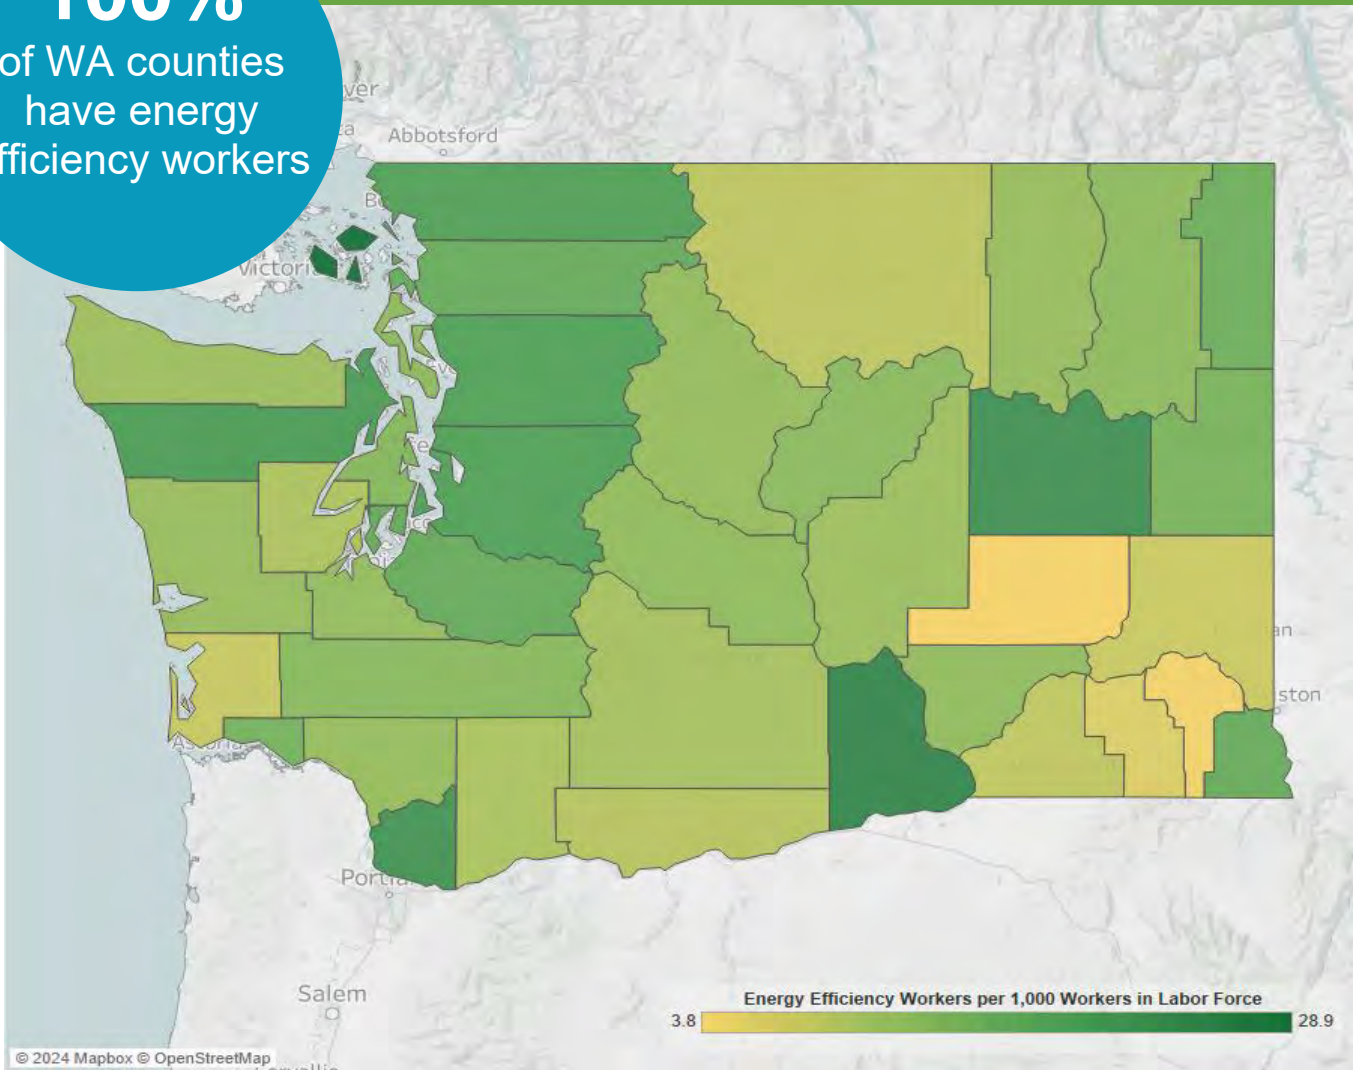 100%
of WA counties
have energy
fficiency workers
Abbotsford
Victori
Salem
Energy Efficiency Workers per 1,000 Workers in Labor Force
3.8
28.9
© 2024 Mapbox © OpenStreetMap